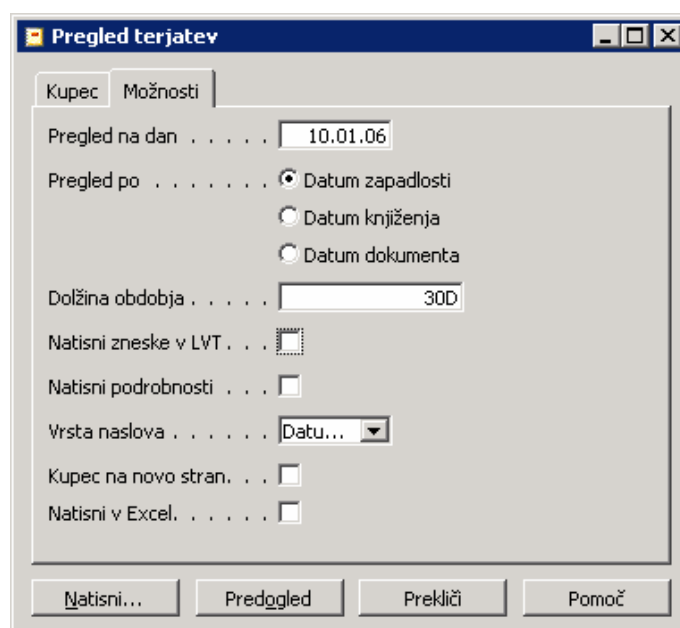 Pregled terjatev
Kupec Možnosti
Pregled na dan . . . . . 10.01.06
Pregled po . . . . . . . Datum zapadlosti
Datum knjiženja
Datum dokumenta
Dolžina obdobja . . . . . 30D
Natisni zneske v LVT . . .
Natisni podrobnosti . . .
Vrsta naslova . . . . . . Datu...
Kupec na novo stran. . .
Natisni v Excel. . . . . .
Natisni... Predogled Prekliči Pomoč